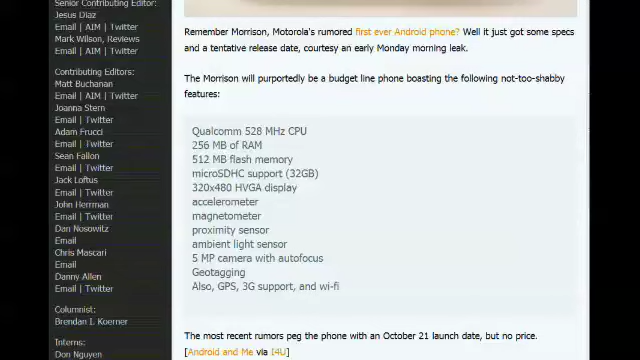 Senior Contributing Editor:
Jesus Diaz
Email | AIM | Twitter
Mark Wilson, Reviews
Email | AIM | Twitter
Contributing Editors:
Matt Buchanan
Email | AIM | Twitter
Joanna Stern
Email | Twitter
Adam Frucci
Email | Twitter
Sean Fallon
Email | Twitter
Jack Loftus
Email | Twitter
John Herrman
Email | Twitter
Dan Nosowitz
Email
Chris Mascari
Email
Danny Allen
Email | Twitter
Columnist:
Brendan I. Koerner
Interns:
Don Nguyen
Remember Morrison, Motorola's rumored first ever Android phone? Well it just got some specs
and a tentative release date, courtesy an early Monday morning leak.
The Morrison will purportedly be a budget line phone boasting the following not-too-shabby
features:
Qualcomm 528 MHz CPU
256 MB of RAM
512 MB flash memory
microSDHC support (32GB)
320x480 HVGA display
accelerometer
magnetometer
proximity sensor
ambient light sensor
5 MP camera with autofocus
Geotagging
Also, GPS, 3G support, and wi-fi
The most recent rumors peg the phone with an October 21 launch date, but no price.
[Android and Me via I4U]